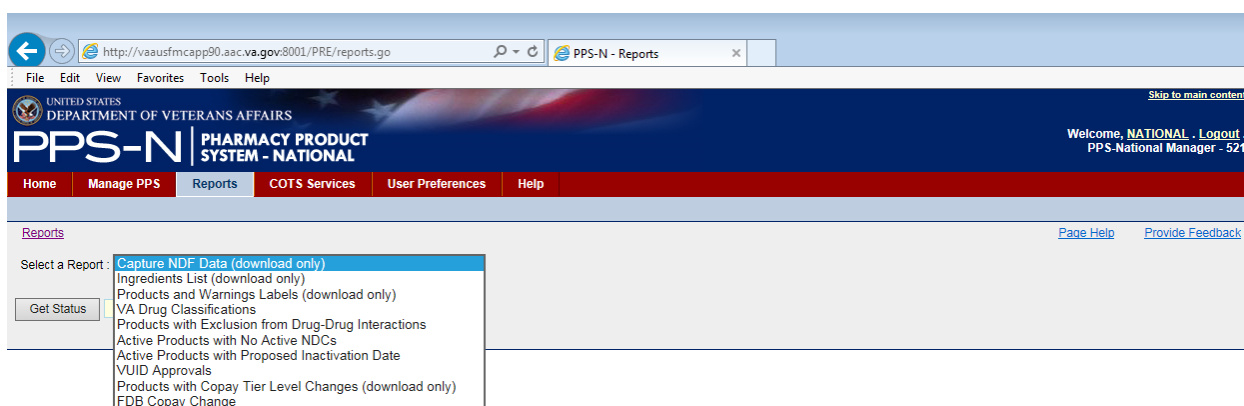 http://vaausfmcapp90.aac.va.gov:8001/PRE/reports.go PPS-N - Reports
File Edit View Favorites Tools Help
Skip to main content
UNITED STATES
DEPARTMENT OF VETERANS AFFAIRS
PPS-N PHARMACY PRODUCT
SYSTEM - NATIONAL
Welcome, NATIONAL . Logout
PPS-National Manager - 521
Home Manage PPS Reports COTS Services User Preferences Help
Reports Page Help Provide Feedback
Select a Report : Capture NDF Data (download only)
Ingredients List (download only)
Products and Warnings Labels (download only)
Get Status
VA Drug Classifications
Products with Exclusion from Drug-Drug Interactions
Active Products with No Active NDCs
Active Products with Proposed Inactivation Date
VUID Approvals
Products with Copay Tier Level Changes (download only)
FDB Copay Change